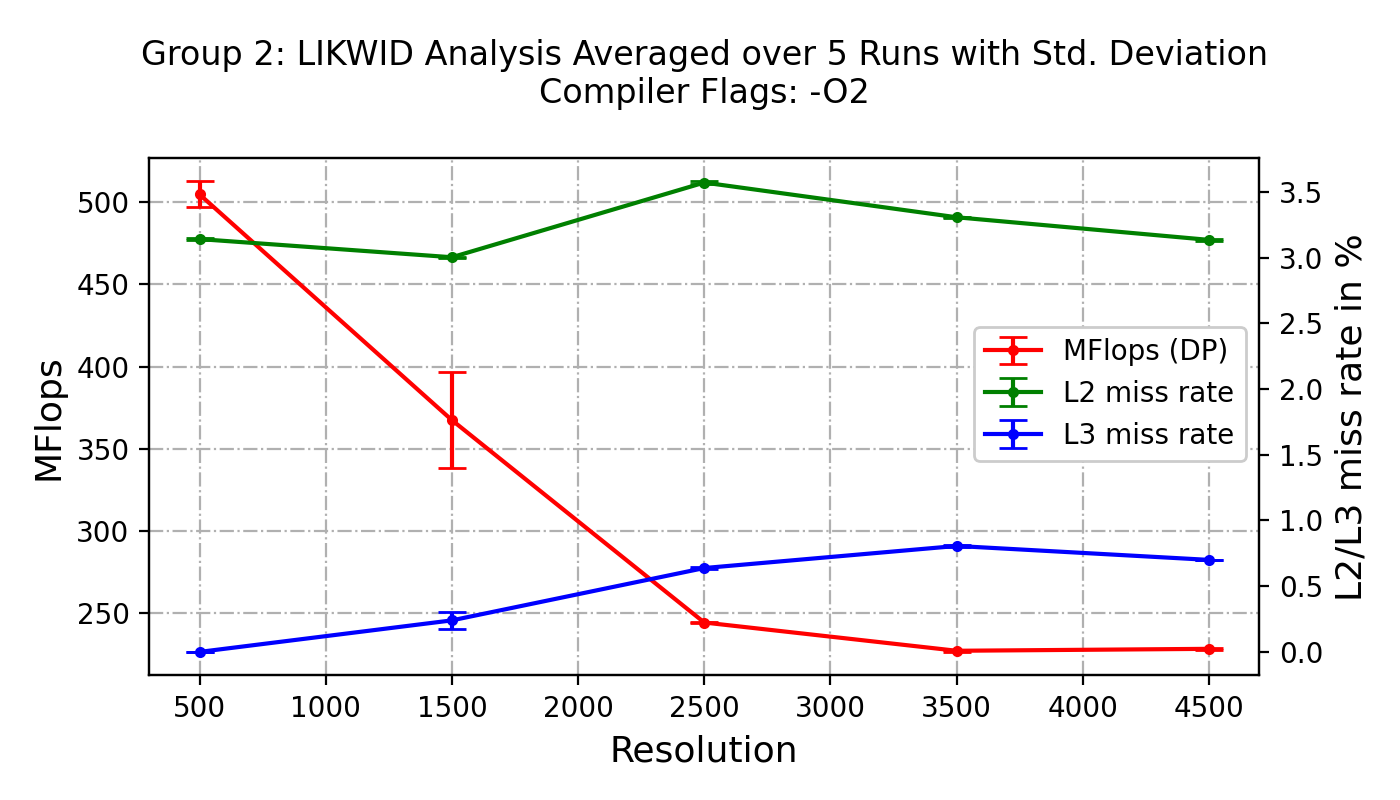 Group 2: LIKWID Analysis Averaged over 5 Runs with Std. Deviation
Compiler Flags: -O2
MFlops
500
450
400
350
300
250
MFlops (DP)
L2 miss rate
L3 miss rate
3.5
3.0
2.5
2.0
1.5
1.0
0.5
0.0
L2/L3 miss rate in %
500 1000 1500 2000 2500 3000 3500 4000 4500
Resolution